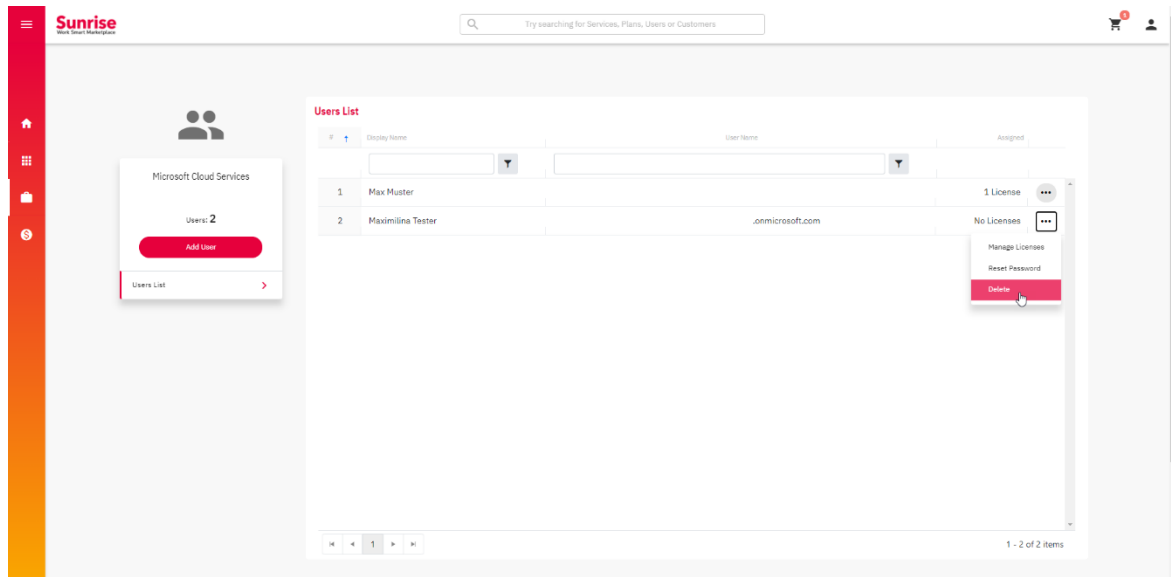 Sunrise
Work Smart Marketplace
Try searching for Services, Plans, Users or Customers
5
Microsoft Cloud Services
Users: 2
Add User
Users List
Users List
# Display Name User Name Assigned
1 Max Muster 1 License
2 Maximilina Tester .onmicrosoft.com No Licenses
Manage Licenses
Reset Password
Delete
1
1 - 2 of 2 items